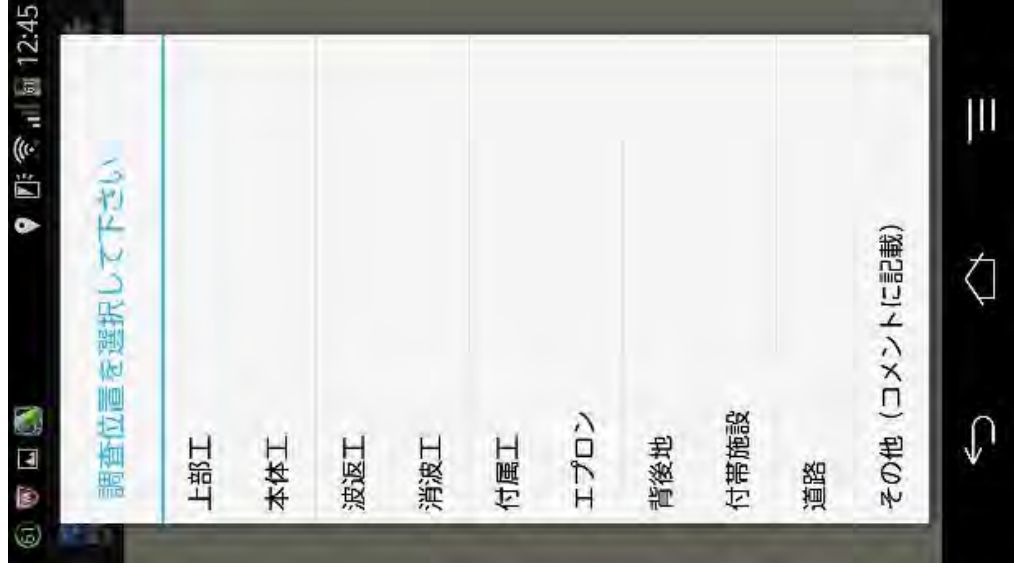 61 12:45
調査位置を選択して下さい
上部工
本体工
波返工
消波工
付属工
エプロン
背後地
付帯施設
道路
その他（コメントに記載）